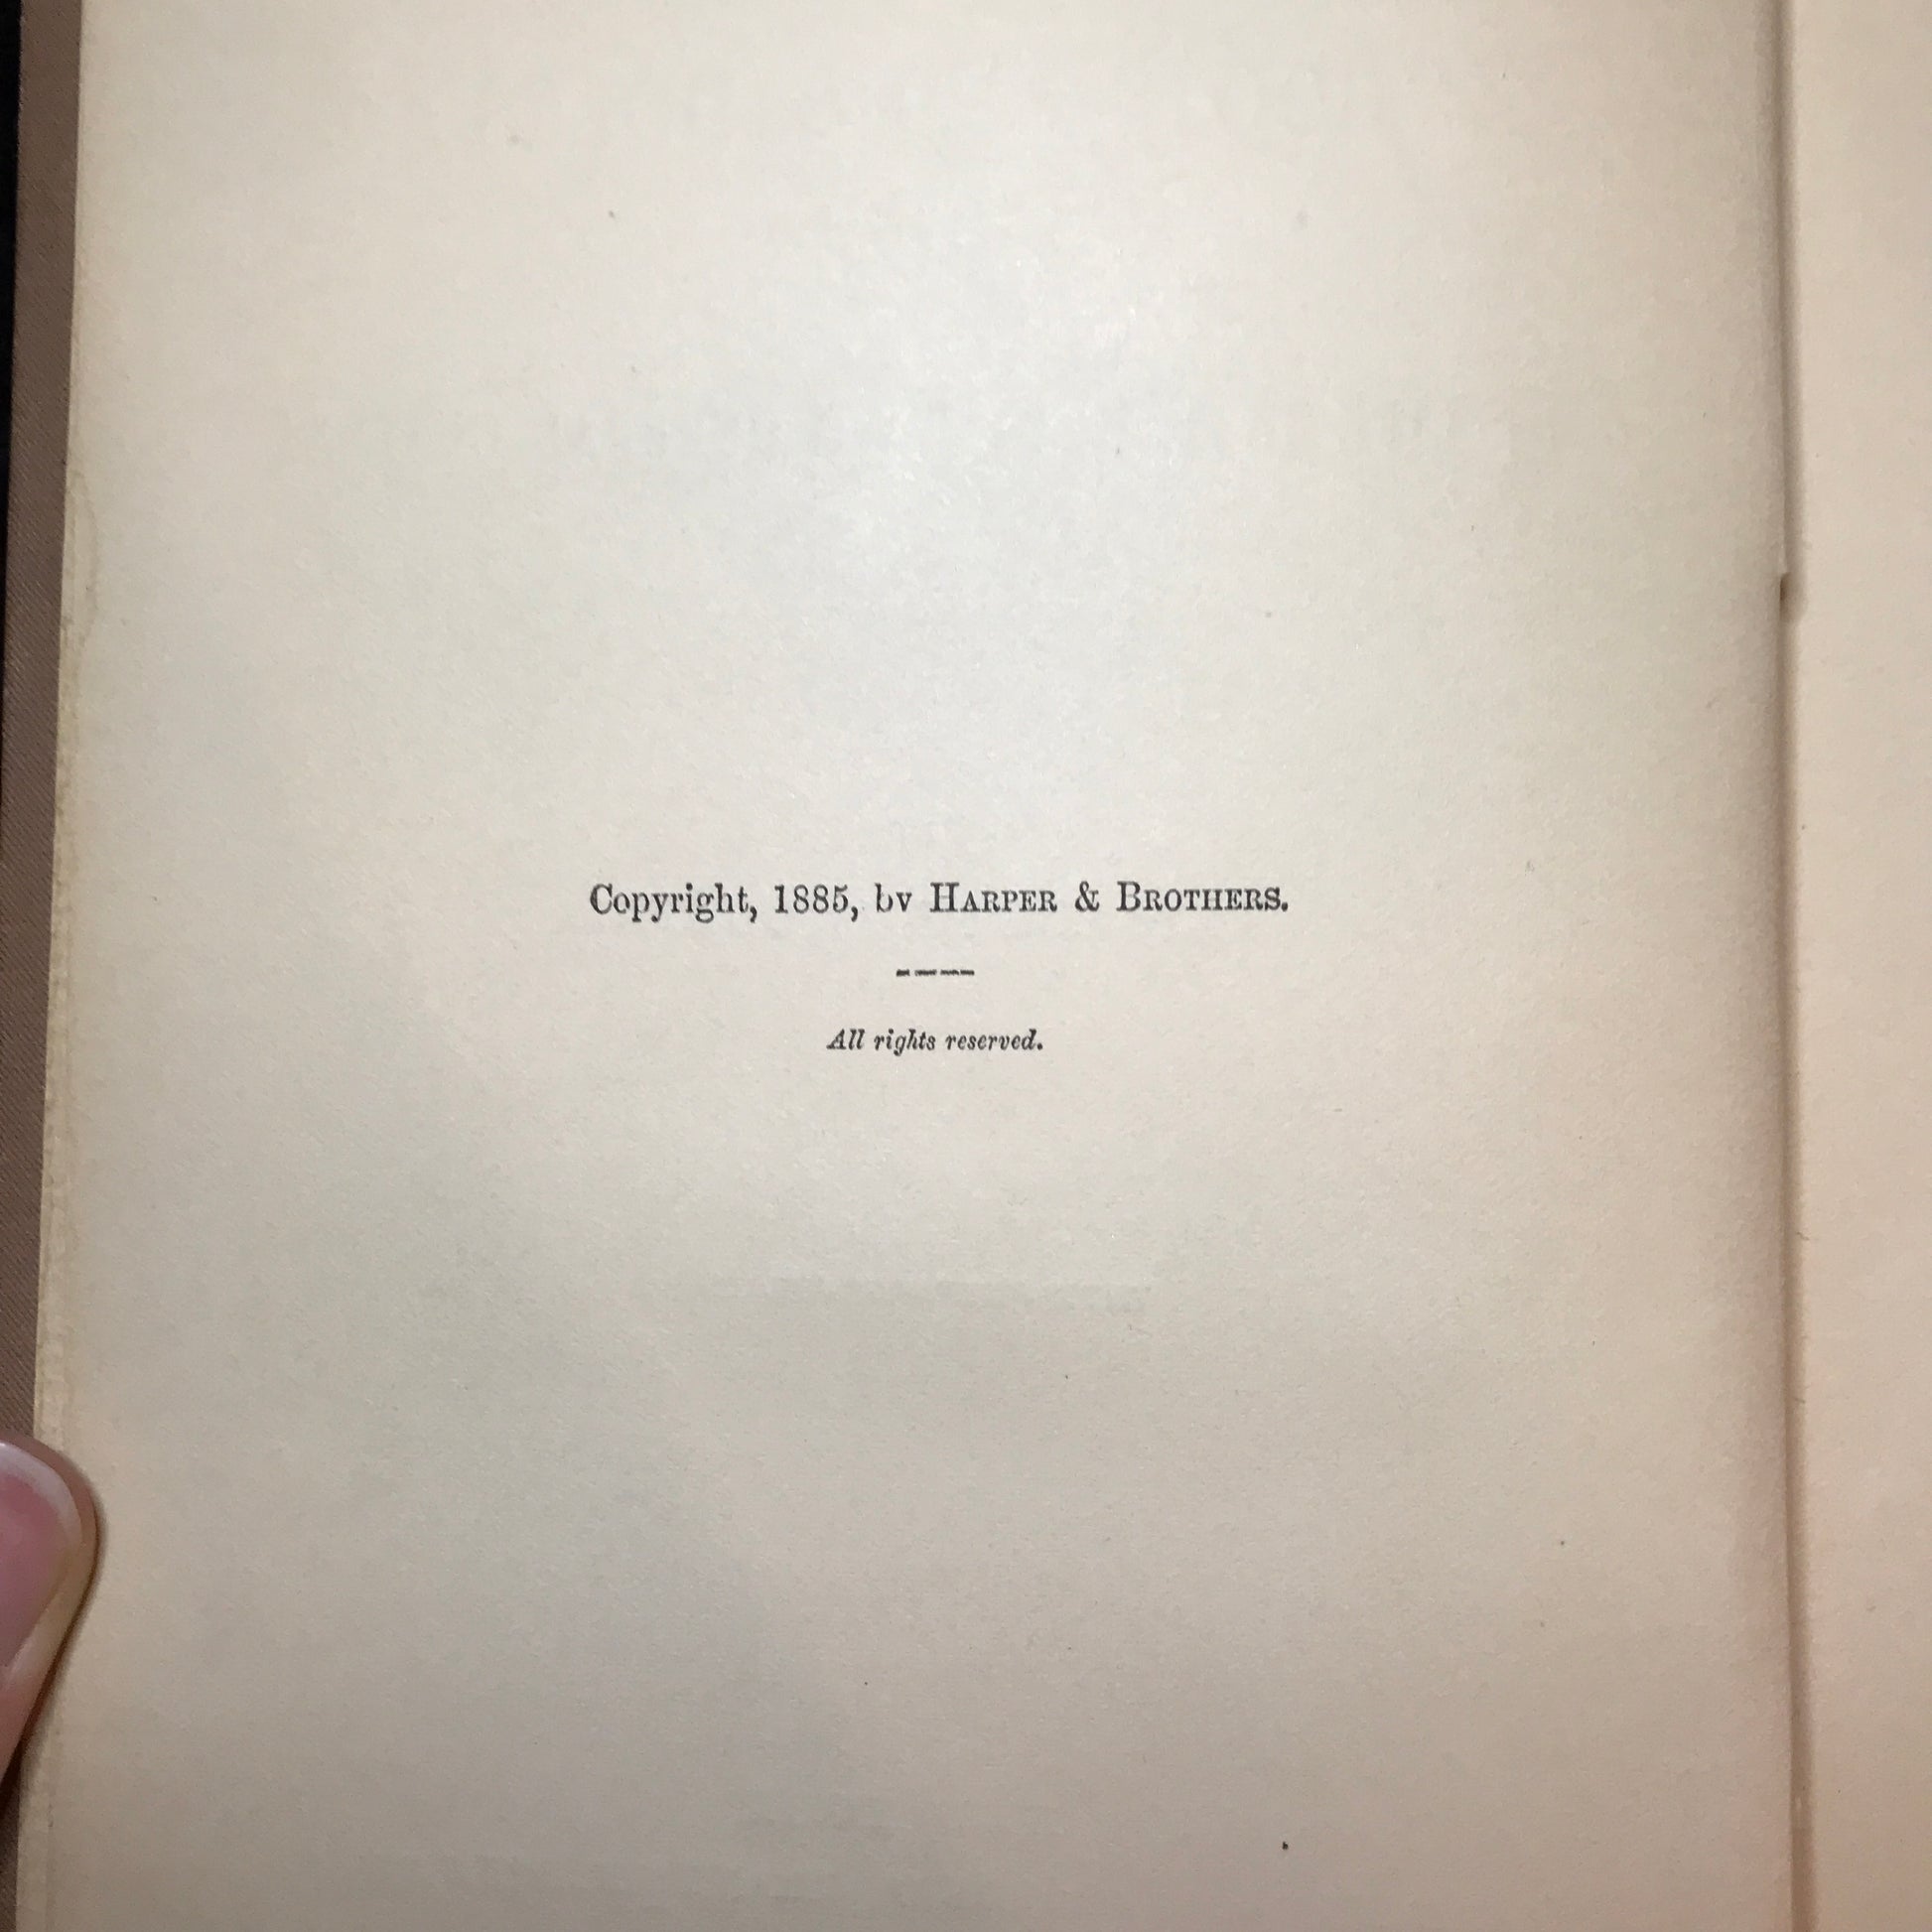 Copyright, 1885, by HARPER & BROTHERS.
All rights reserved.